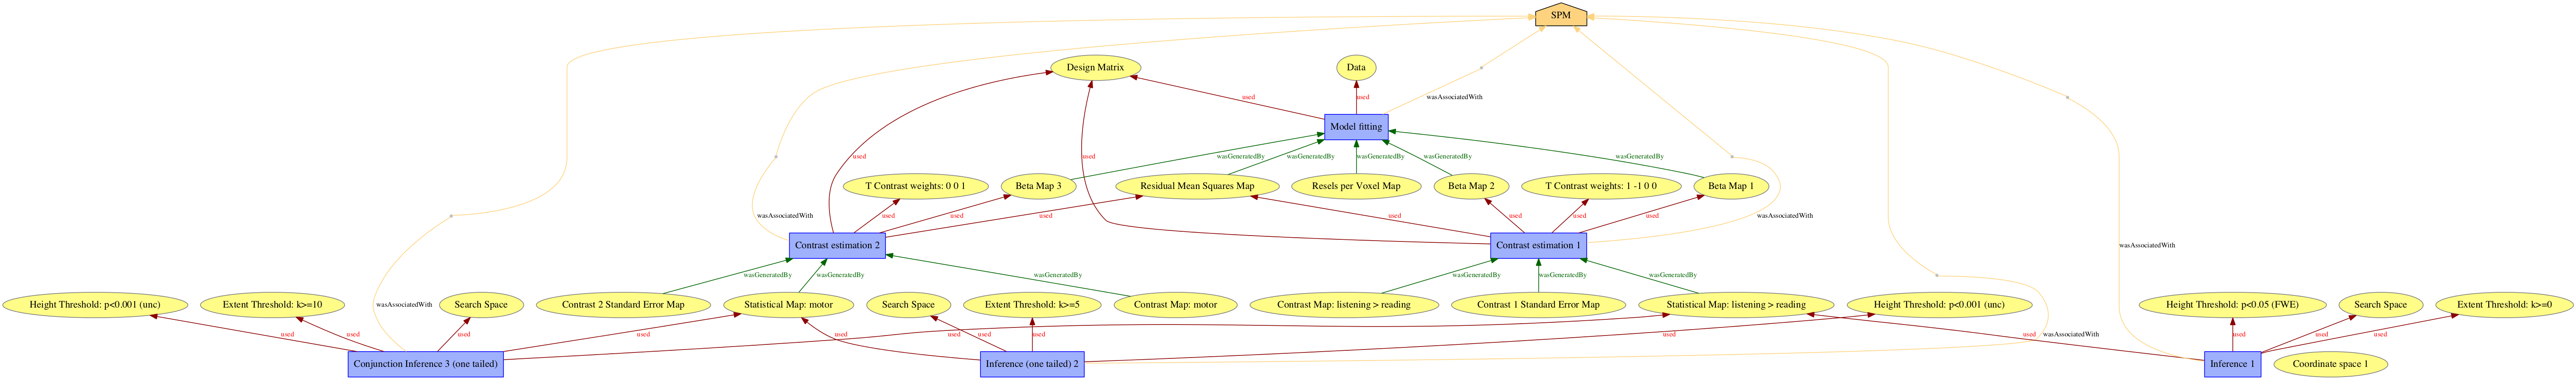 SPM
Design Matrix
Data
used
used
wasAssociatedWith
Model fitting
used
used
wasGeneratedBy
wasGeneratedBy
wasGeneratedBy
wasGeneratedBy
wasGeneratedBy
T Contrast weights: 0 0 1
Beta Map 3
Residual Mean Squares Map
Resels per Voxel Map
Beta Map 2
T Contrast weights: 1 -1 0 0
Beta Map 1
wasAssociatedWith
used
used
used
used
used
used
used
wasAssociatedWith
Contrast estimation 2
Contrast estimation 1
wasAssociatedWith
wasGeneratedBy
wasGeneratedBy
wasGeneratedBy
wasGeneratedBy
wasGeneratedBy
wasGeneratedBy
Height Threshold: p<0.001 (unc)
Extent Threshold: k>=10
wasAssociatedWith
Search Space
Contrast 2 Standard Error Map
Statistical Map: motor
Search Space
Extent Threshold: k>=5
Contrast Map: motor
Contrast Map: listening > reading
Contrast 1 Standard Error Map
Statistical Map: listening > reading
Height Threshold: p<0.001 (unc)
Height Threshold: p<0.05 (FWE)
Search Space
Extent Threshold: k>=0
used
used
used
used
used
used
used
used
used
used
wasAssociatedWith
used
used
used
Conjunction Inference 3 (one tailed)
Inference (one tailed) 2
Inference 1
Coordinate space 1